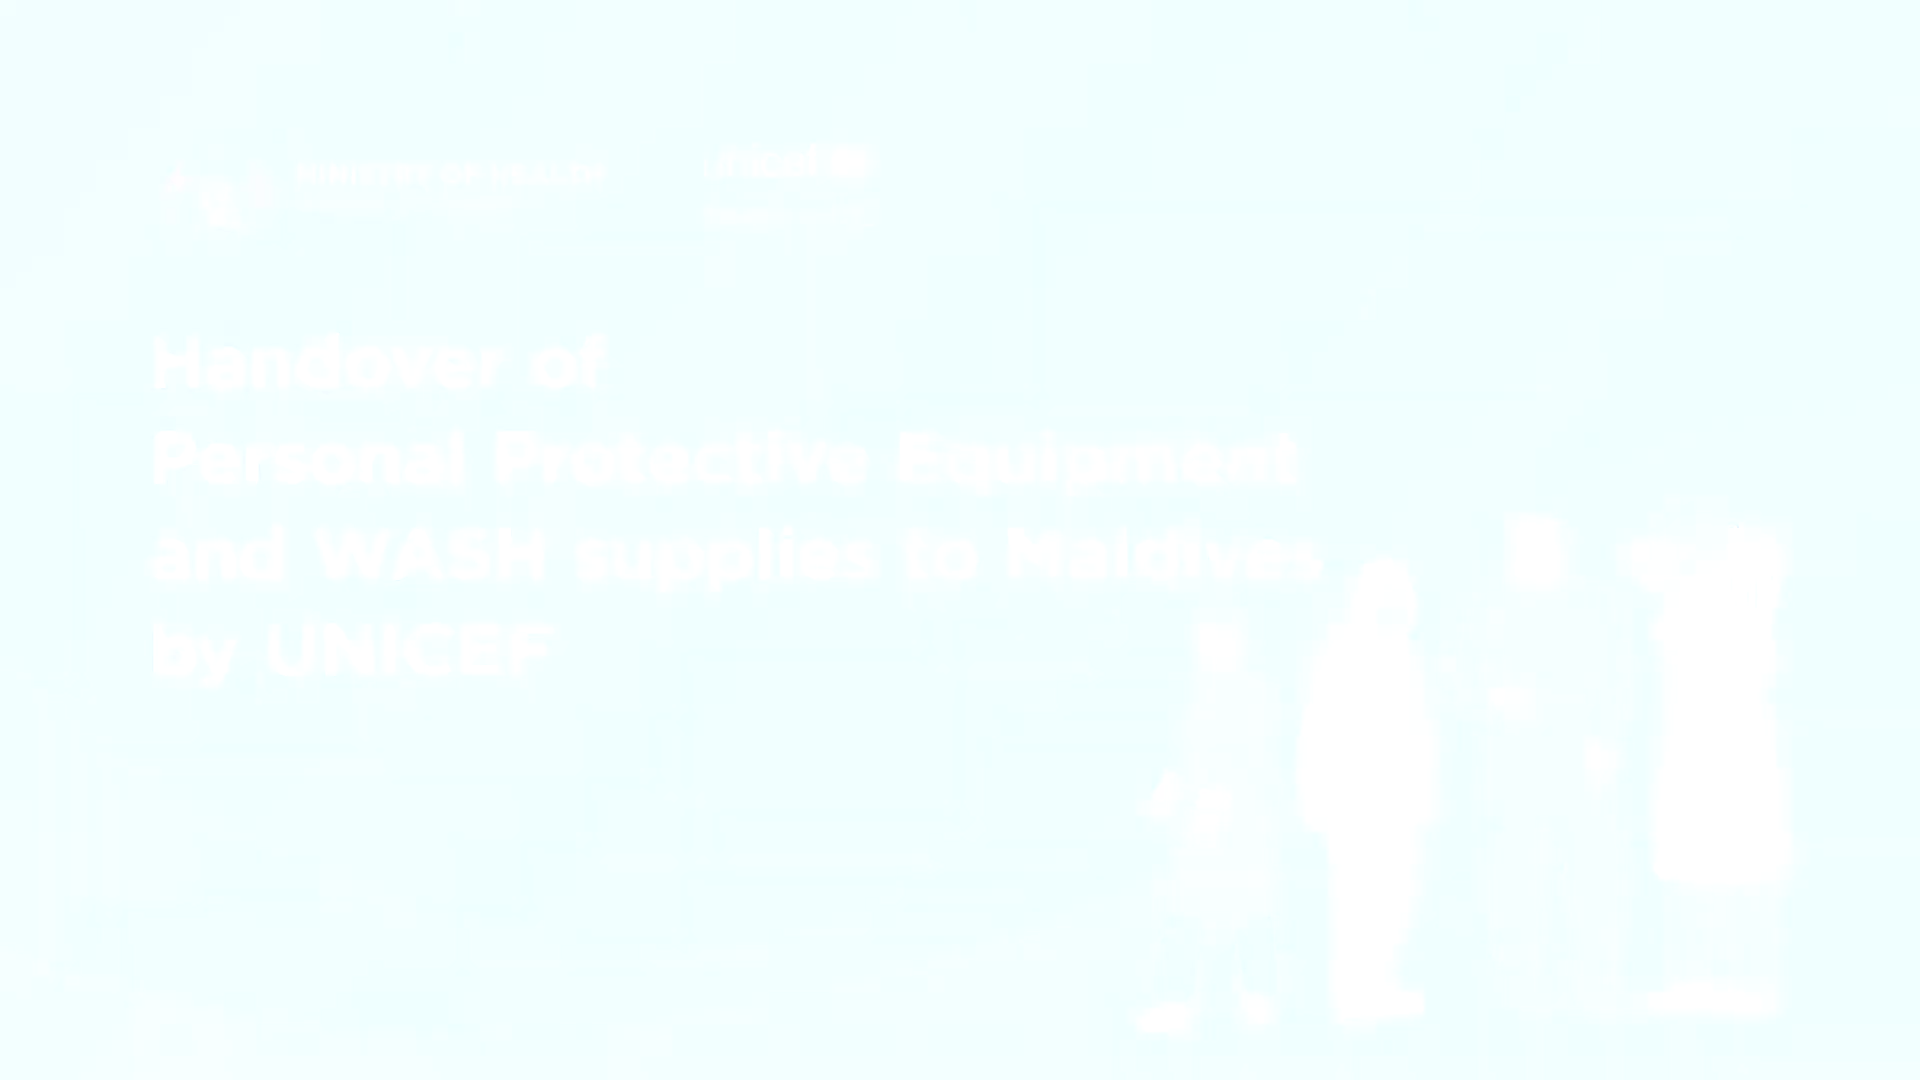 MINISTRY OF HEALTH
unicef
Handover of
Personal Protective Equipment
and WASH supplies to Maldives
by UNICEF